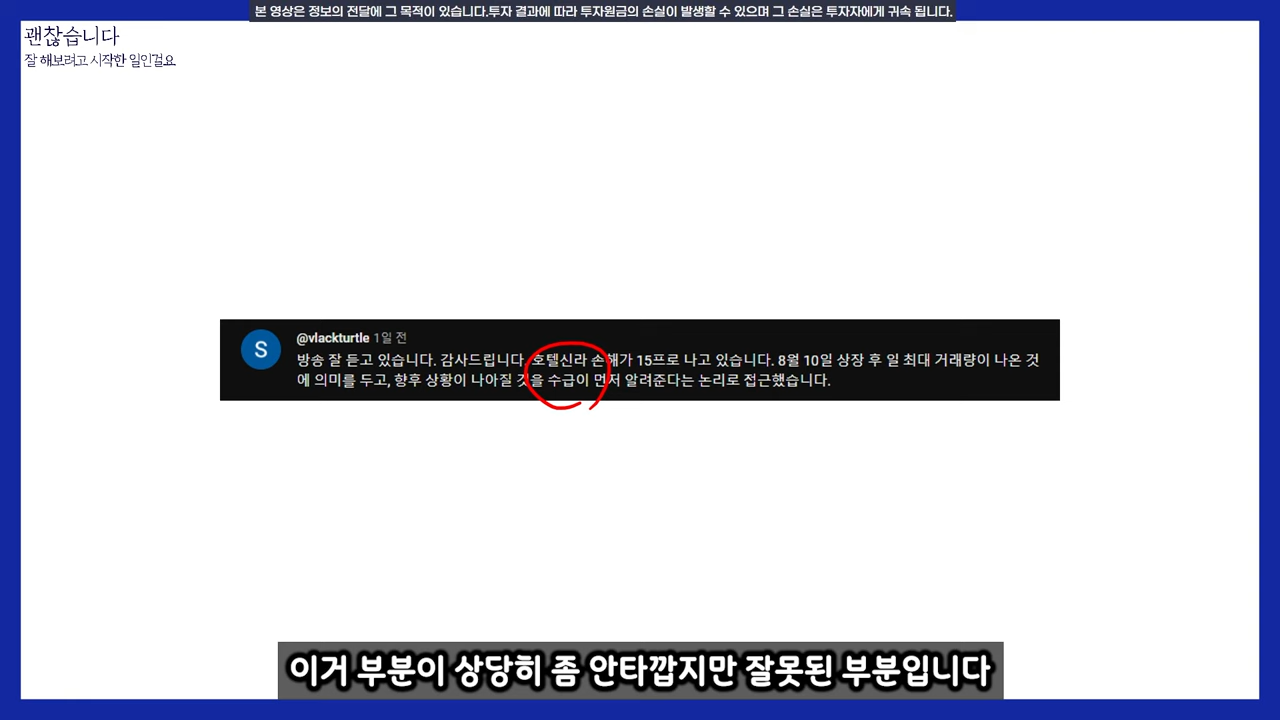 본 영상은 정보의 전달에 그 목적이 있습니다.투자 결과에 따라 투자원금의 손실이 발생할 수 있으며 그 손실은 투자자에게 귀속 됩니다.
괜찮습니다
잘 해보려고 시작한 일인걸요
S
@vlackturtle 1일 전
방송 잘 듣고 있습니다. 감사드립니다. 호텔신라 손해가 15프로 나고 있습니다. 8월 10일 상장 후 일 최대 거래량이 나온 것
에 의미를 두고, 향후 상황이 나아질 것을 수급이 먼저 알려준다는 논리로 접근했습니다.
이거 부분이 상당히 좀 안타깝지만 잘못된 부분입니다